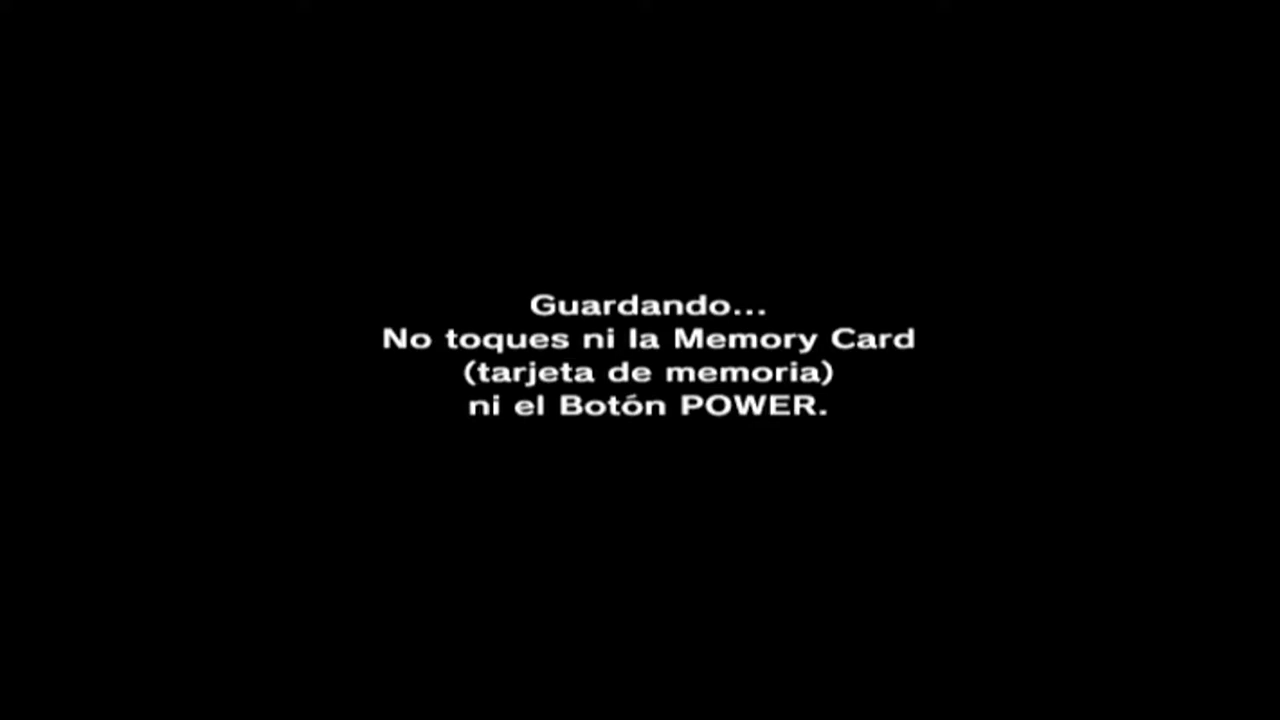 Guardando...
No toques ni la Memory Card
(tarjeta de memoria)
ni el Botón POWER.